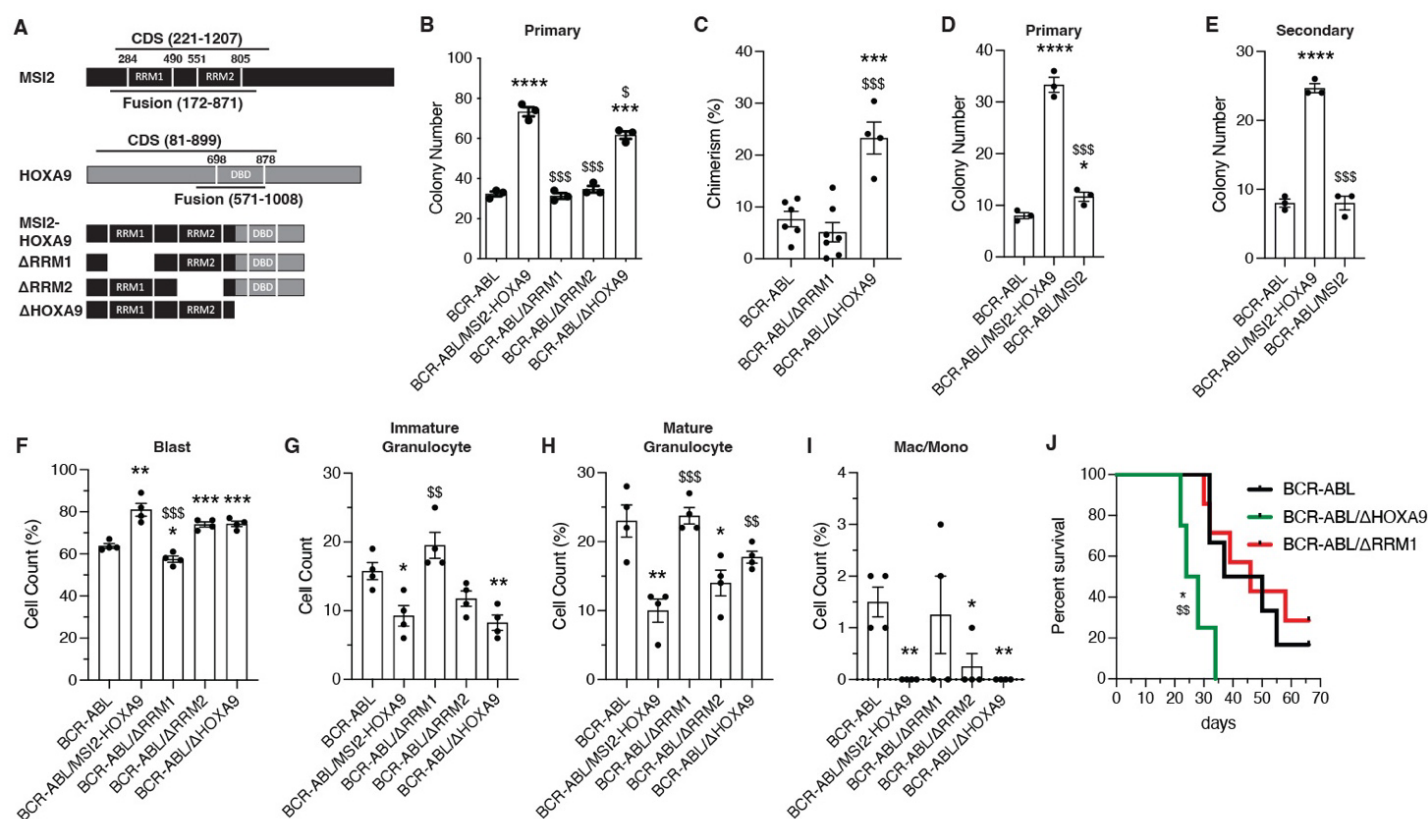 A
CDS (221-1207)
284 490 551 805
MSI2
RRM1 RRM2
Fusion (172-871)
CDS (81-899)
698 878
HOXA9
DBD
Fusion (571-1008)
MSI2-
HOXA9
RRM1 RRM2 DBD
ΔRRM1
RRM2 DBD
ΔRRM2
RRM1 DBD
ΔHOXA9
RRM1 RRM2
B
Primary
Colony Number
100
80
60
40
20
0
****
$$$
$$$
$
***
BCR-ABL
BCR-ABL/MSI2-HOXA9
BCR-ABL/ΔRRM1
BCR-ABL/ΔRRM2
BCR-ABL/ΔHOXA9
C
Chimerism (%)
40
30
20
10
0
***
$$$
BCR-ABL
BCR-ABL/ΔRRM1
BCR-ABL/ΔHOXA9
D
Primary
Colony Number
40
30
20
10
0
****
$$$
*
BCR-ABL
BCR-ABL/MSI2-HOXA9
BCR-ABL/MSI2
E
Secondary
Colony Number
30
20
10
0
****
$$$
BCR-ABL
BCR-ABL/MSI2-HOXA9
BCR-ABL/MSI2
F
Blast
Cell Count (%)
100
80
60
40
20
0
**
$$$
*
***
***
BCR-ABL
BCR-ABL/MSI2-HOXA9
BCR-ABL/ΔRRM1
BCR-ABL/ΔRRM2
BCR-ABL/ΔHOXA9
G
Immature
Granulocyte
Cell Count
30
20
10
0
*
$$
**
BCR-ABL
BCR-ABL/MSI2-HOXA9
BCR-ABL/ΔRRM1
BCR-ABL/ΔRRM2
BCR-ABL/ΔHOXA9
H
Mature
Granulocyte
Cell Count (%)
30
20
10
0
**
$$$
*
$$
BCR-ABL
BCR-ABL/MSI2-HOXA9
BCR-ABL/ΔRRM1
BCR-ABL/ΔRRM2
BCR-ABL/ΔHOXA9
I
Mac/Mono
Cell Count (%)
4
3
2
1
0
**
*
**
BCR-ABL
BCR-ABL/MSI2-HOXA9
BCR-ABL/ΔRRM1
BCR-ABL/ΔRRM2
BCR-ABL/ΔHOXA9
J
Percent survival
100
80
60
40
20
0
*
$$
BCR-ABL
BCR-ABL/ΔHOXA9
BCR-ABL/ΔRRM1
0 10 20 30 40 50 60 70
days